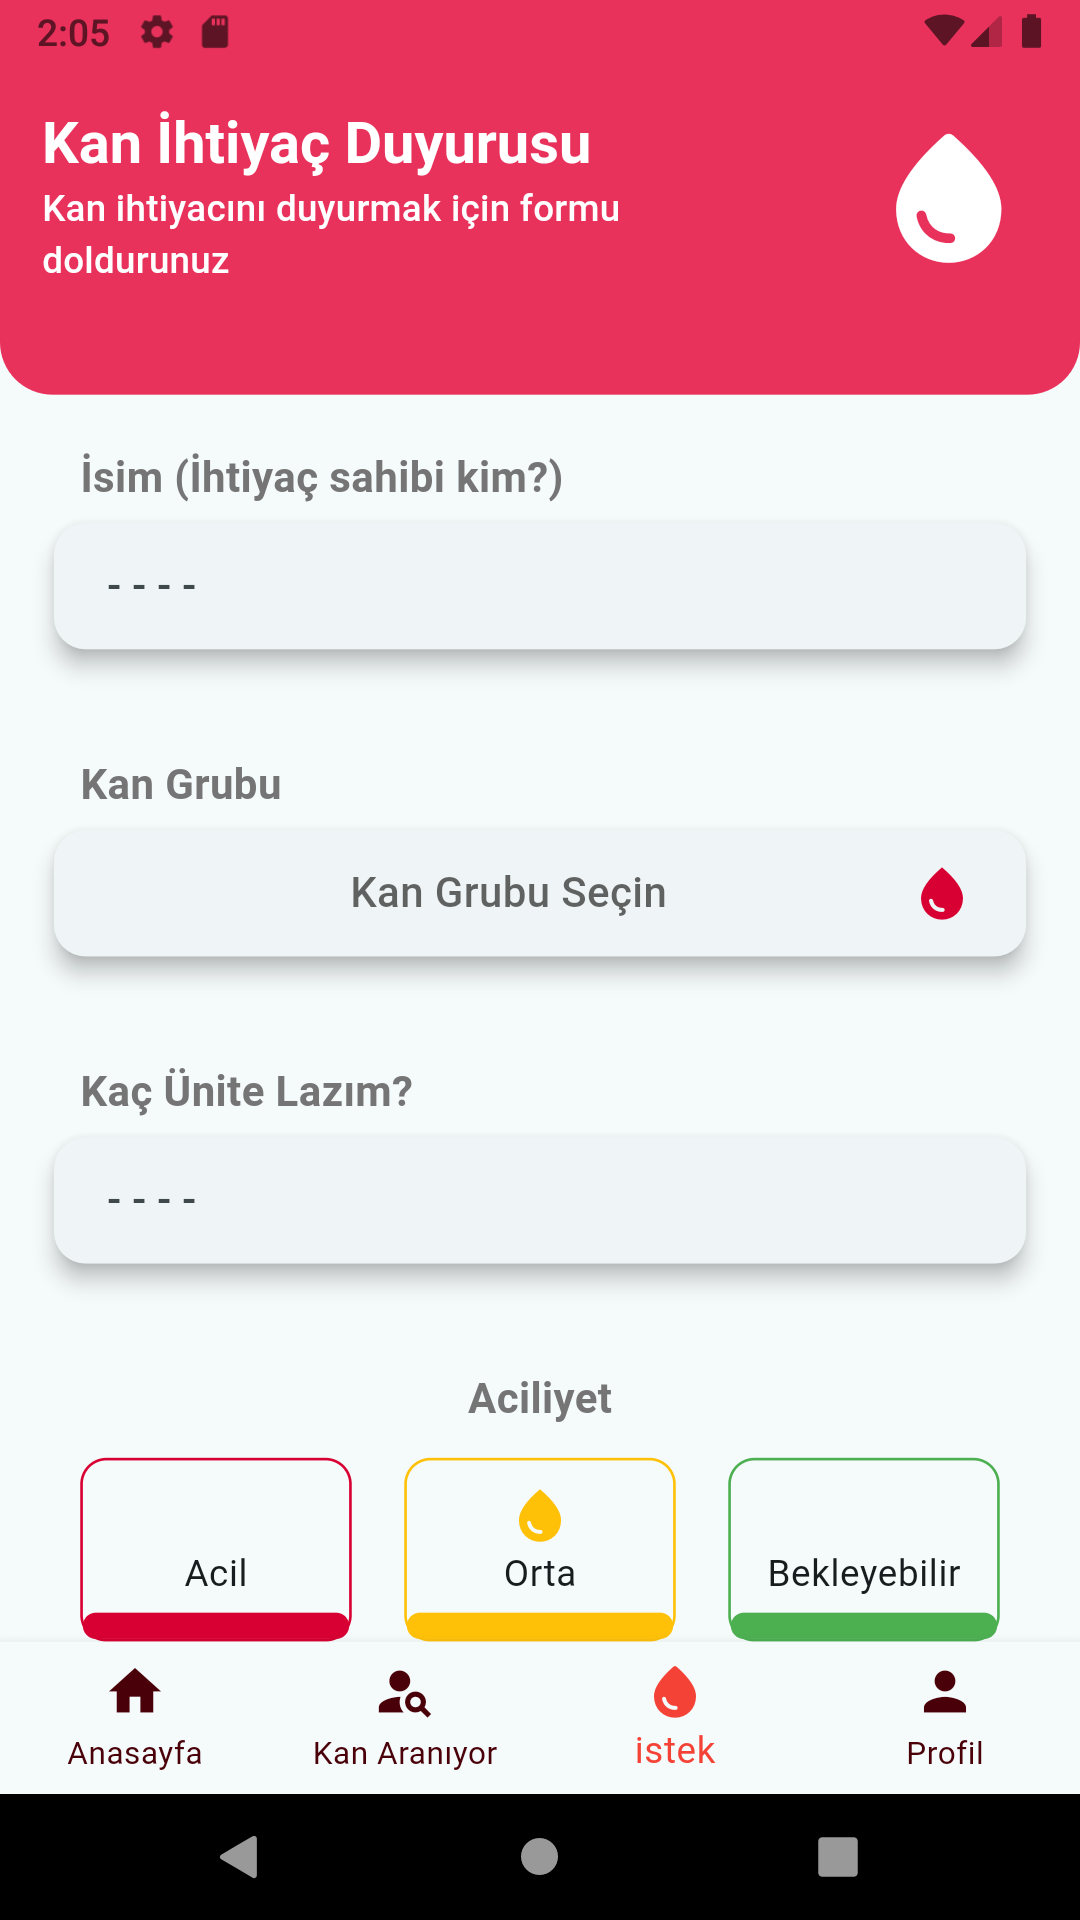 2:05
Kan İhtiyaç Duyurusu
Kan ihtiyacını duyurmak için formu
doldurunuz
İsim (İhtiyaç sahibi kim?)
- - - -
Kan Grubu
Kan Grubu Seçin
Kaç Ünite Lazım?
- - - -
Aciliyet
Acil Orta Bekleyebilir
Anasayfa Kan Aranıyor istek Profil